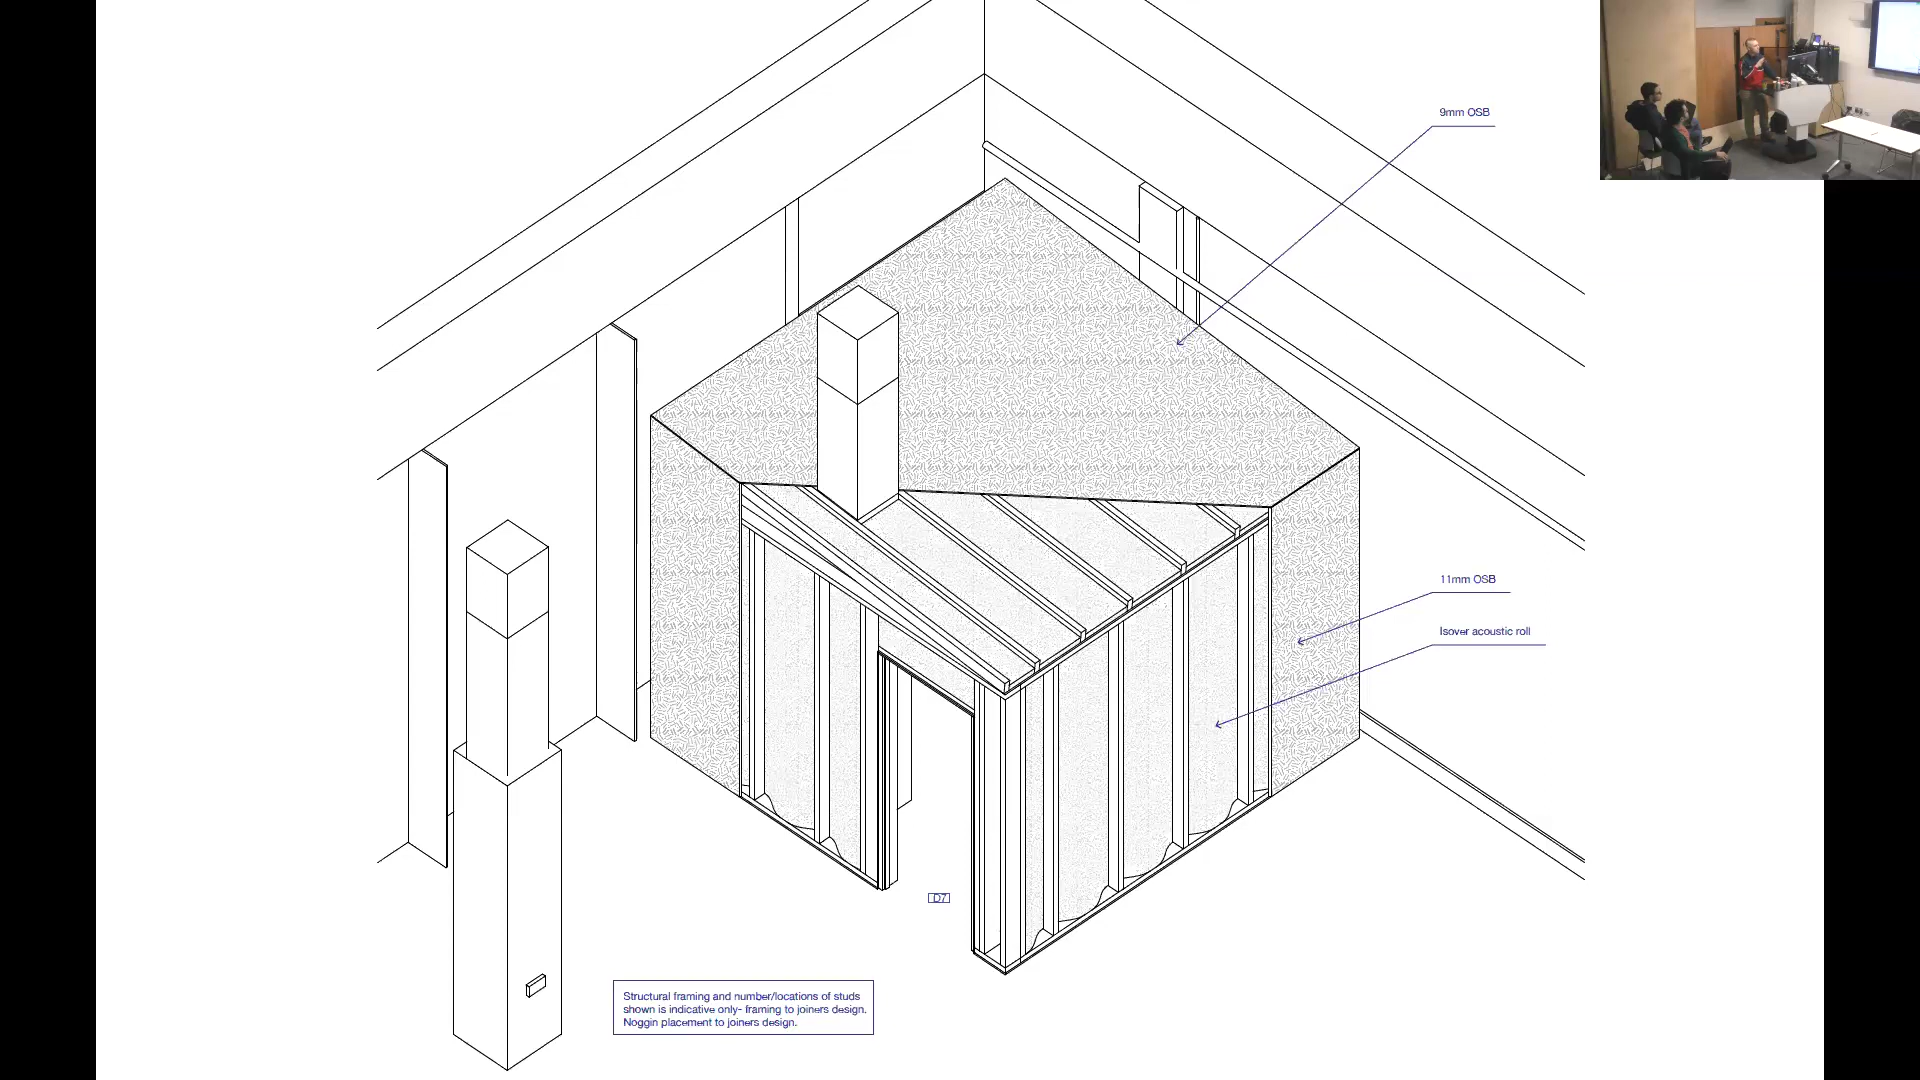 9mm OSB
11mm OSB
Isover acoustic roll
D7
Structural framing and number/locations of studs
shown is indicative only- framing to joiners design.
Noggin placement to joiners design.